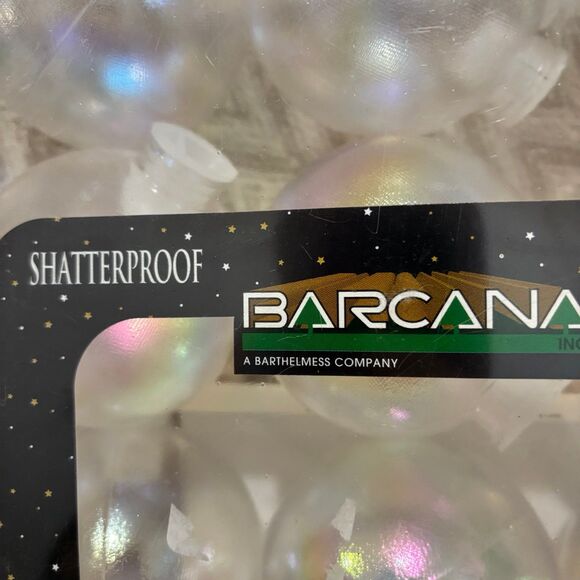 SHATTERPROOF
BARCANA
INC
A BARTHELMESS COMPANY